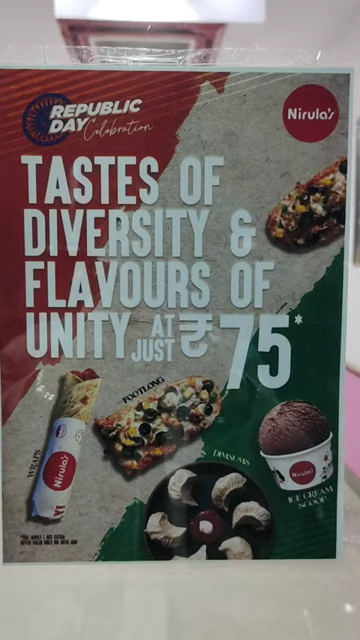 REPUBLIC
DAY Celebration
Nirula's
TASTES OF
DIVERSITY &
FLAVOURS OF
UNITY AT JUST ₹75*
FOOTLONG
WRAPS
Nirula's
DIMSUMS
Nirula's
ICE CREAM
SCOOP